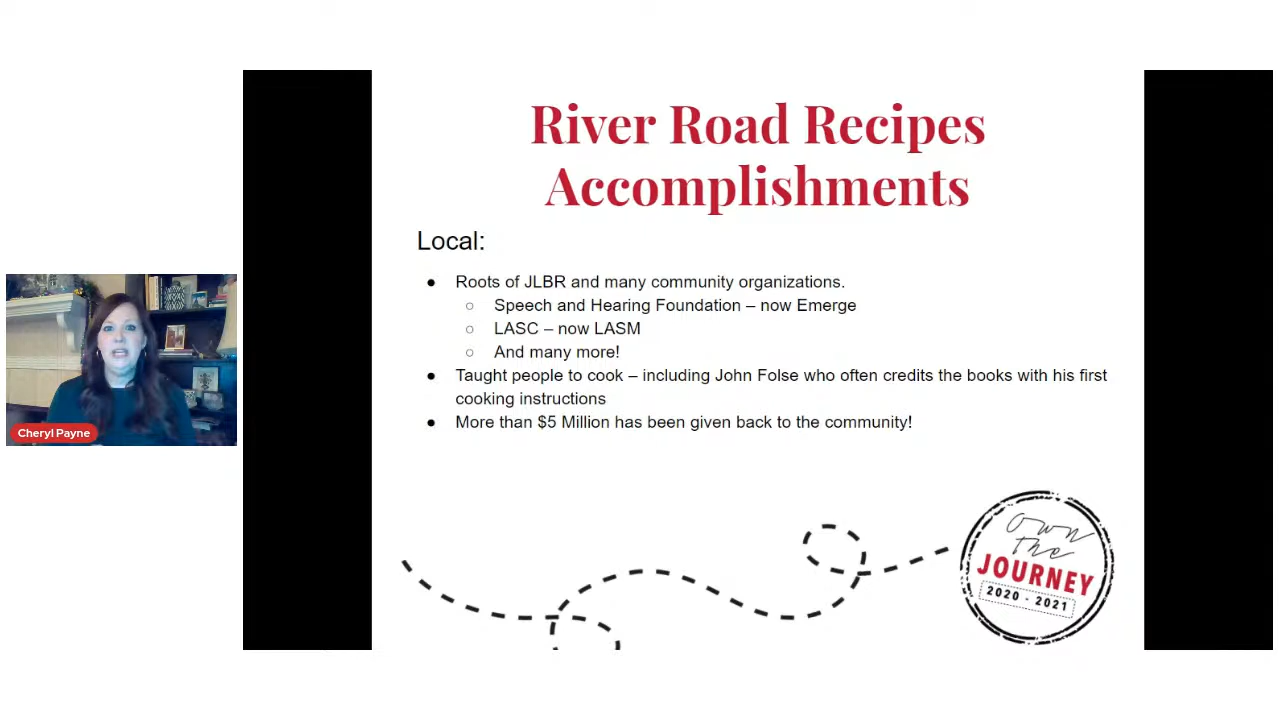 River Road Recipes
Accomplishments
Local:
● Roots of JLBR and many community organizations.
○ Speech and Hearing Foundation – now Emerge
○ LASC – now LASM
○ And many more!
● Taught people to cook – including John Folse who often credits the books with his first
cooking instructions
● More than $5 Million has been given back to the community!
Cheryl Payne
Own
the
JOURNEY
2020 - 2021